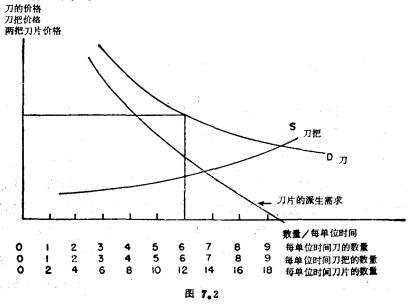 刀的价格
刀把价格
两把刀片价格
S 刀把
D 刀
刀片的派生需求
数量/每单位时间
0 1 2 3 4 5 6 7 8 9 每单位时间刀的数量
0 1 2 3 4 5 6 7 8 9 每单位时间刀把的数量
0 2 4 6 8 10 12 14 16 18 每单位时间刀片的数量
图 7。2